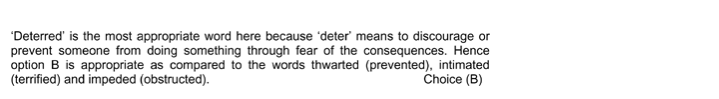 ‘Deterred’ is the most appropriate word here because ‘deter’ means to discourage or
prevent someone from doing something through fear of the consequences. Hence
option B is appropriate as compared to the words thwarted (prevented), intimated
(terrified) and impeded (obstructed). Choice (B)